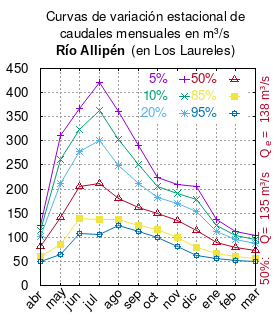 Curvas de variación estacional de
caudales mensuales en m³/s
Río Allipén (en Los Laureles)
450
400
350
300
250
200
150
100
50
0
5% 50%
10% 85%
20% 95%
abr may jun jul ago sep oct nov dic ene feb mar
50%: Q= 135 m³/s Qe = 138 m³/s